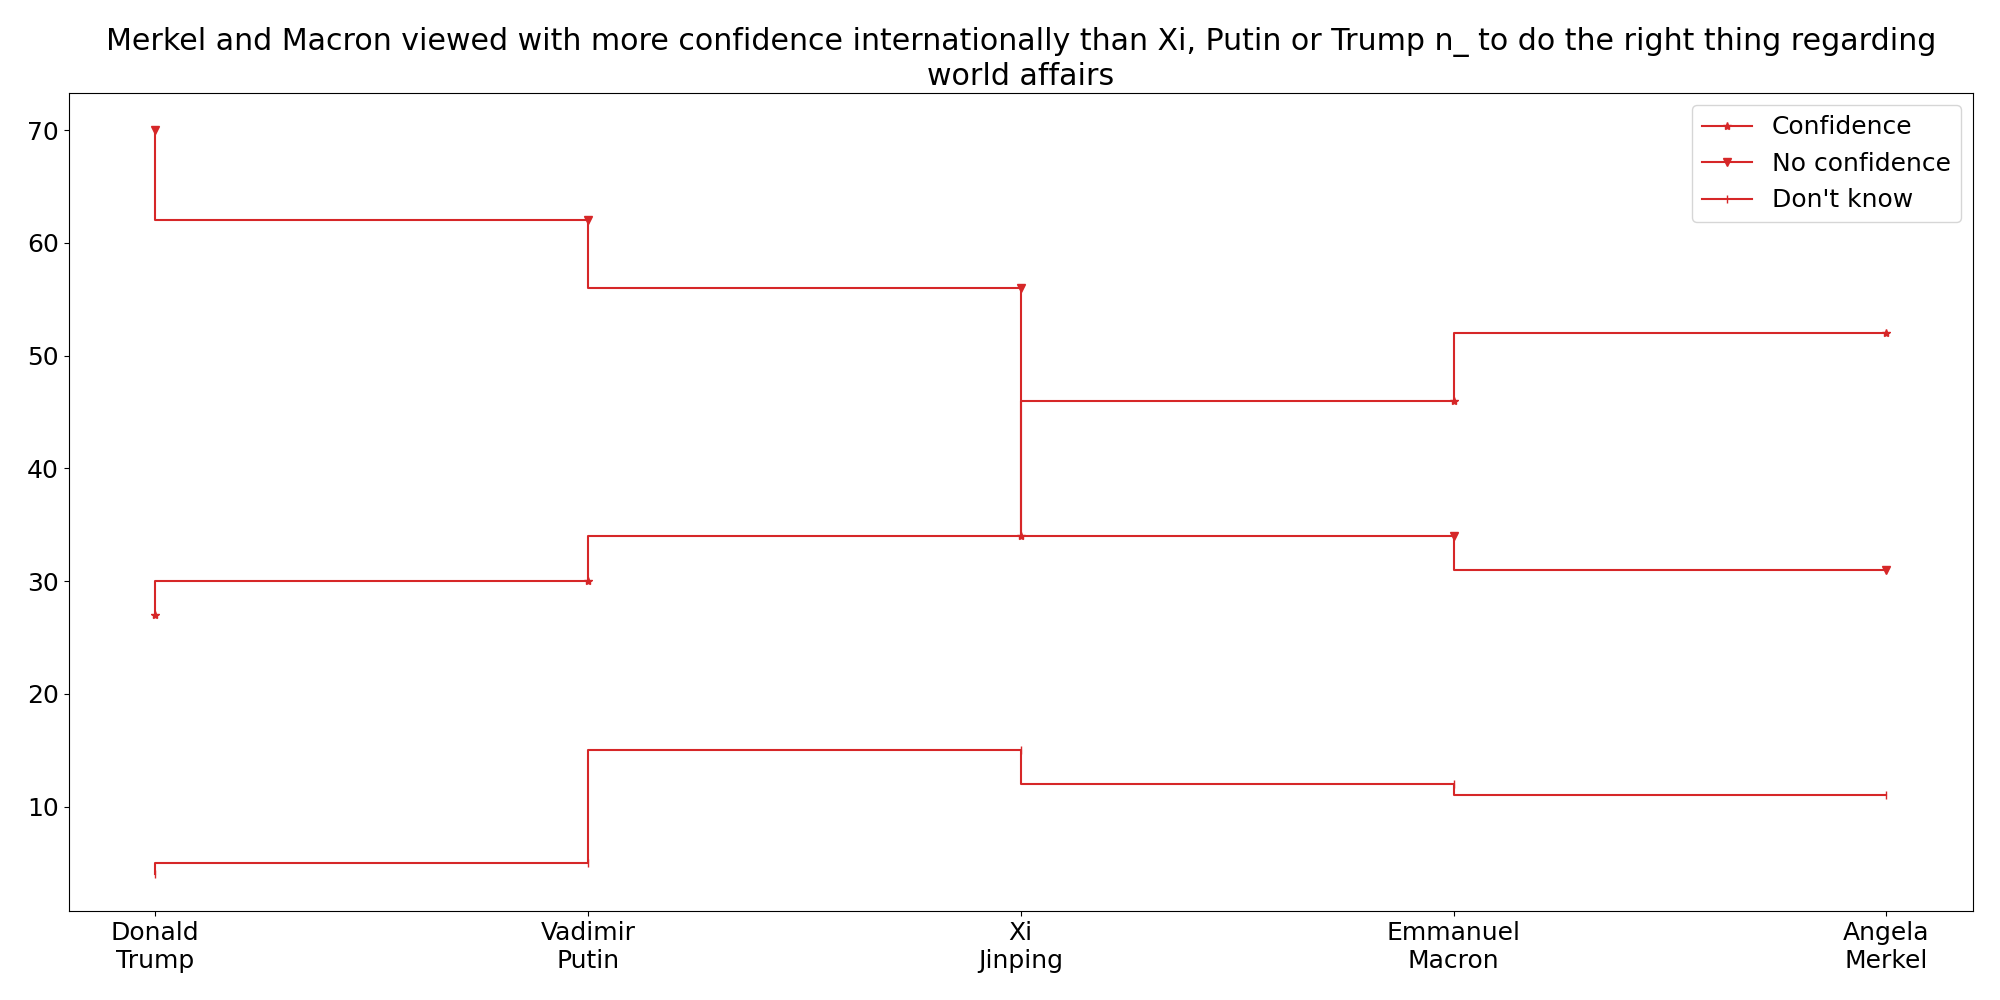 Merkel and Macron viewed with more confidence internationally than Xi, Putin or Trump n_ to do the right thing regarding
world affairs
70
60
50
40
30
20
10
Confidence
No confidence
Don't know
Donald
Trump
Vadimir
Putin
Xi
Jinping
Emmanuel
Macron
Angela
Merkel